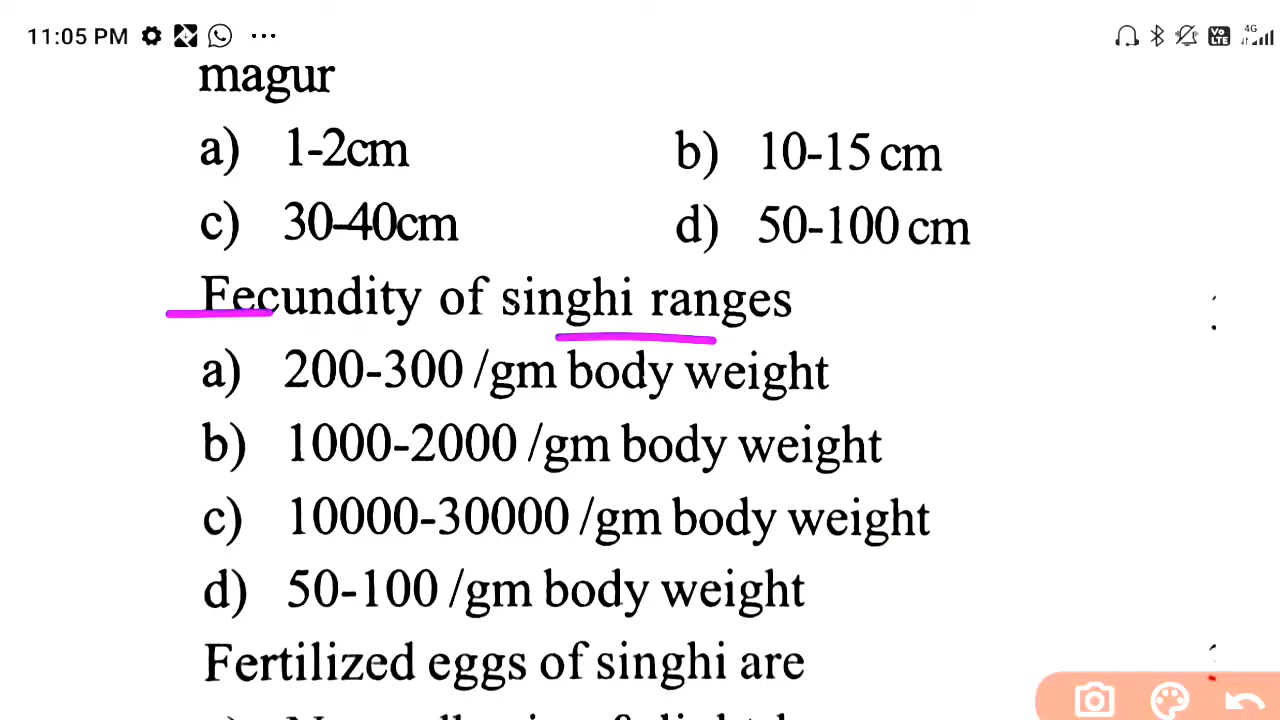 11:05 PM ... VoLTE 4G
magur
a) 1-2cm b) 10-15 cm
c) 30-40cm d) 50-100 cm
Fecundity of singhi ranges
a) 200-300 /gm body weight
b) 1000-2000 /gm body weight
c) 10000-30000 /gm body weight
d) 50-100 /gm body weight
Fertilized eggs of singhi are